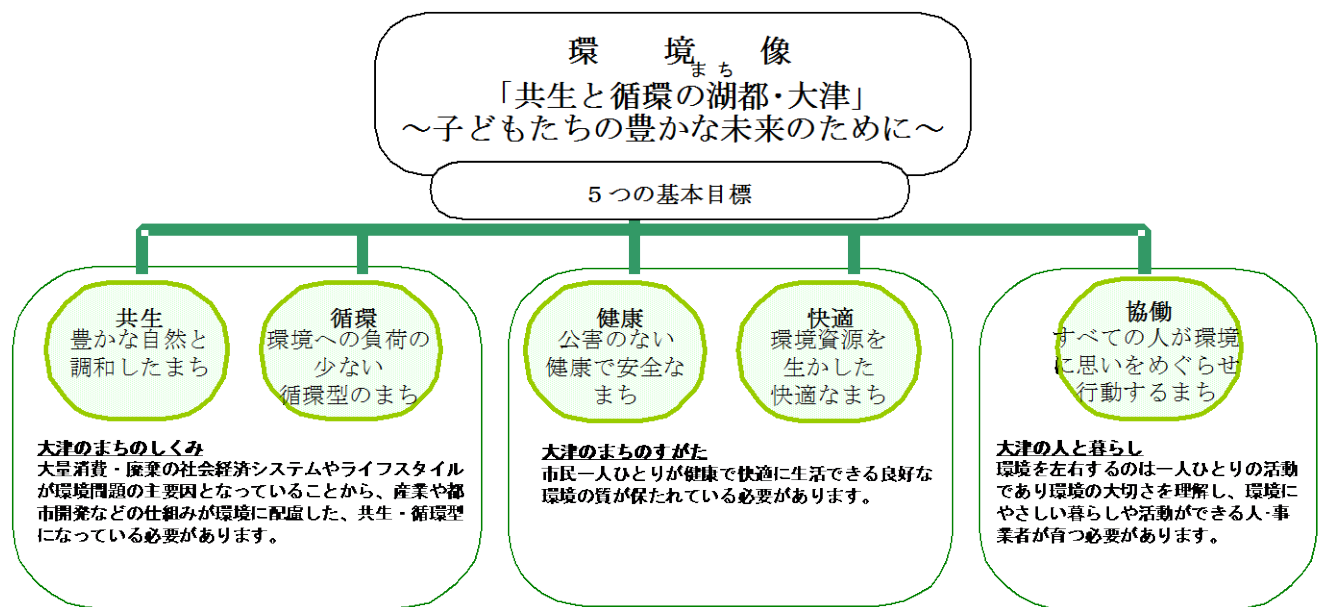 環　境　像
まち
「共生と循環の湖都・大津」
～子どもたちの豊かな未来のために～
５つの基本目標
共生
豊かな自然と
調和したまち
循環
環境への負荷の
少ない
循環型のまち
健康
公害のない
健康で安全な
まち
快適
環境資源を
生かした
快適なまち
協働
すべての人が環境
に思いをめぐらせ
行動するまち
大津のまちのしくみ
大量消費・廃棄の社会経済システムやライフスタイル
が環境問題の主要因となっていることから、産業や都
市開発などの仕組みが環境に配慮した、共生・循環型
になっている必要があります。
大津のまちのすがた
市民一人ひとりが健康で快適に生活できる良好な
環境の質が保たれている必要があります。
大津の人と暮らし
環境を左右するのは一人ひとりの活動
であり環境の大切さを理解し、環境に
やさしい暮らしや活動ができる人・事
業者が育つ必要があります。